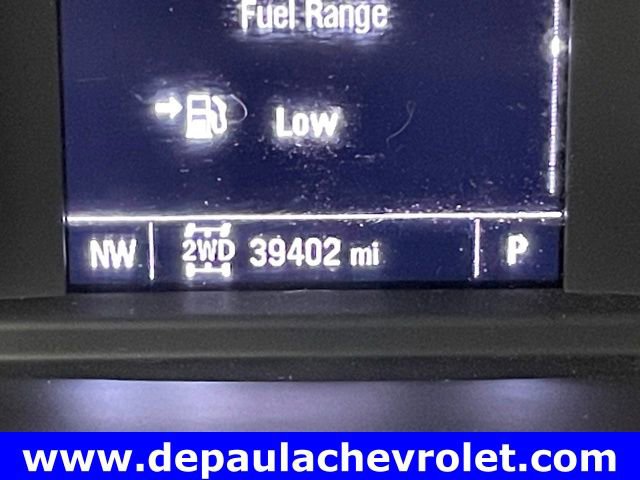 Fuel Range
Low
NW 2WD 39402 mi P
www.depaulachevrolet.com